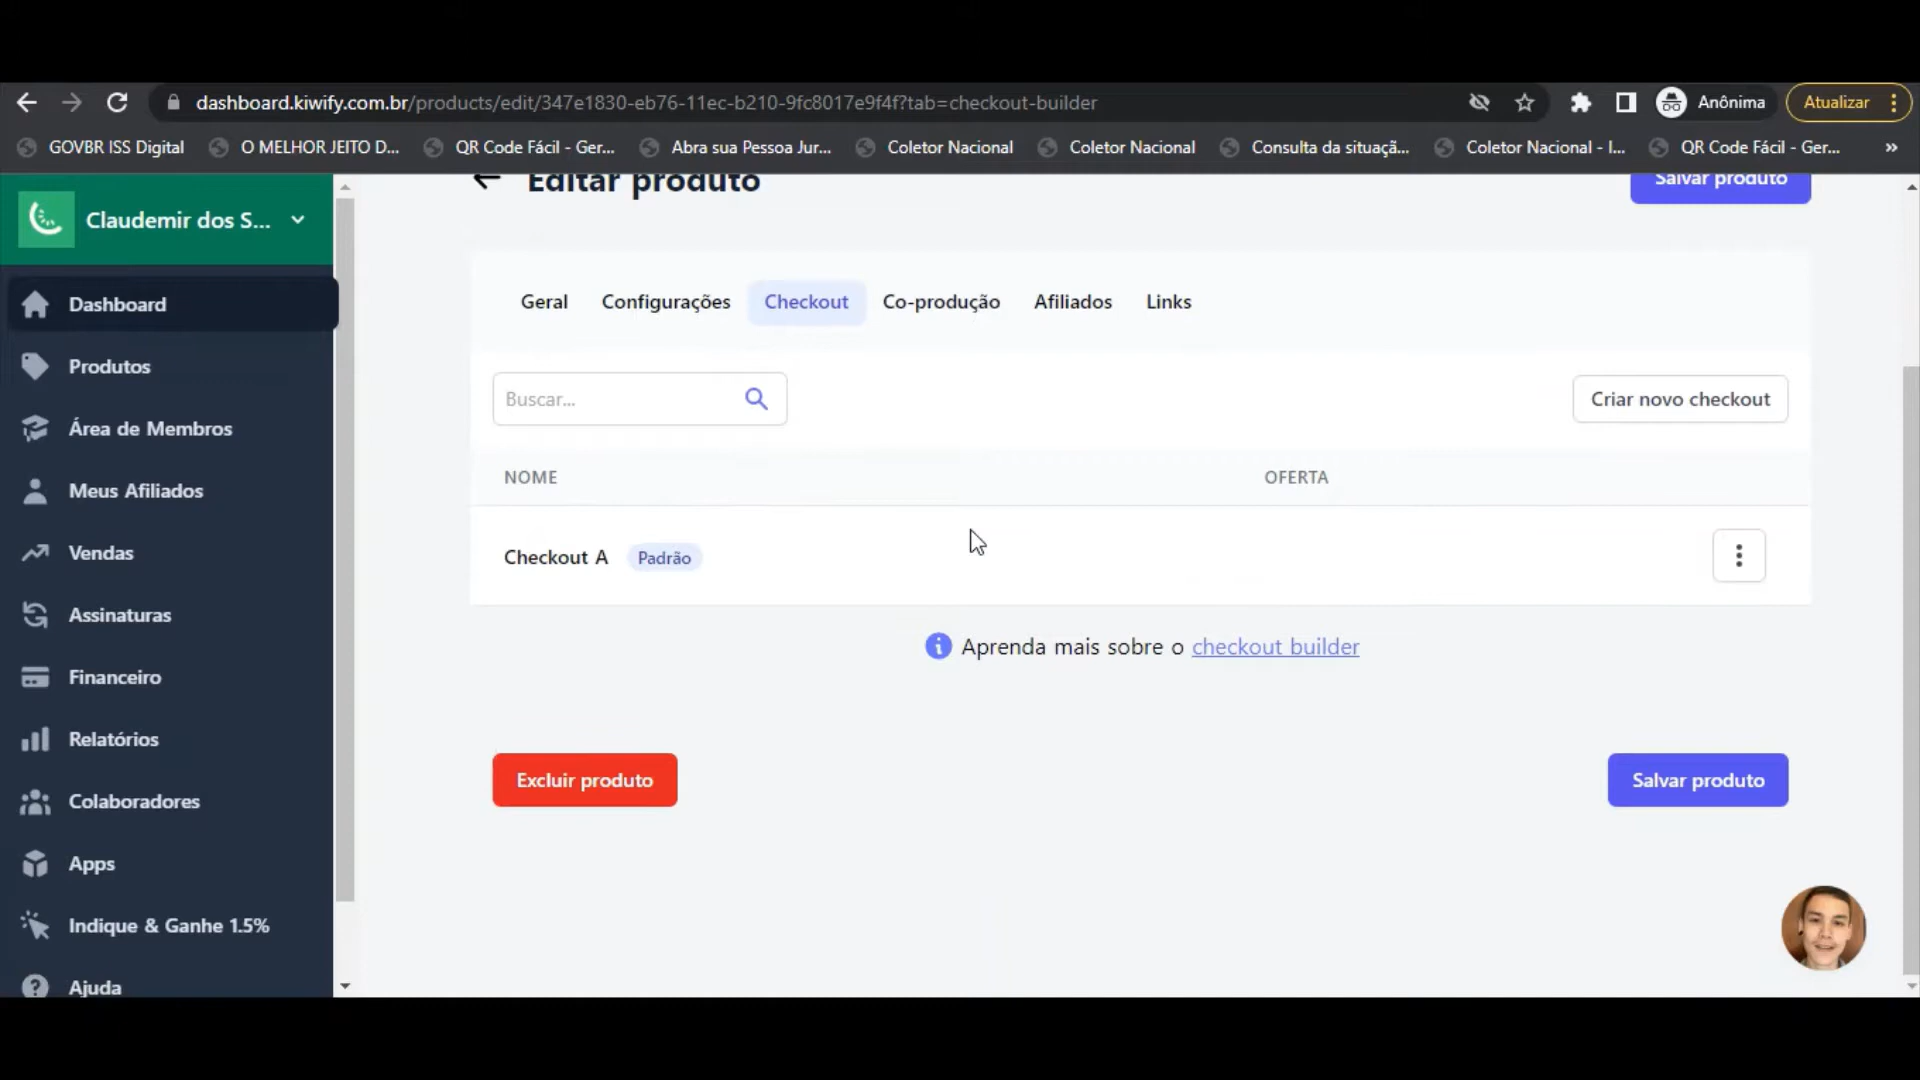 dashboard.kiwify.com.br/products/edit/347e1830-eb76-11ec-b210-9fc8017e9f4f?tab=checkout-builder
Anônima
Atualizar
GOVBR ISS Digital
O MELHOR JEITO D...
QR Code Fácil - Ger...
Abra sua Pessoa Jur...
Coletor Nacional
Coletor Nacional
Consulta da situaçã...
Coletor Nacional - I...
QR Code Fácil - Ger...
»
Claudemir dos S...
Dashboard
Produtos
Área de Membros
Meus Afiliados
Vendas
Assinaturas
Financeiro
Relatórios
Colaboradores
Apps
Indique & Ganhe 1.5%
Ajuda
Editar produto
Salvar produto
Geral
Configurações
Checkout
Co-produção
Afiliados
Links
Buscar...
Criar novo checkout
NOME
OFERTA
Checkout A
Padrão
Aprenda mais sobre o checkout builder
Excluir produto
Salvar produto